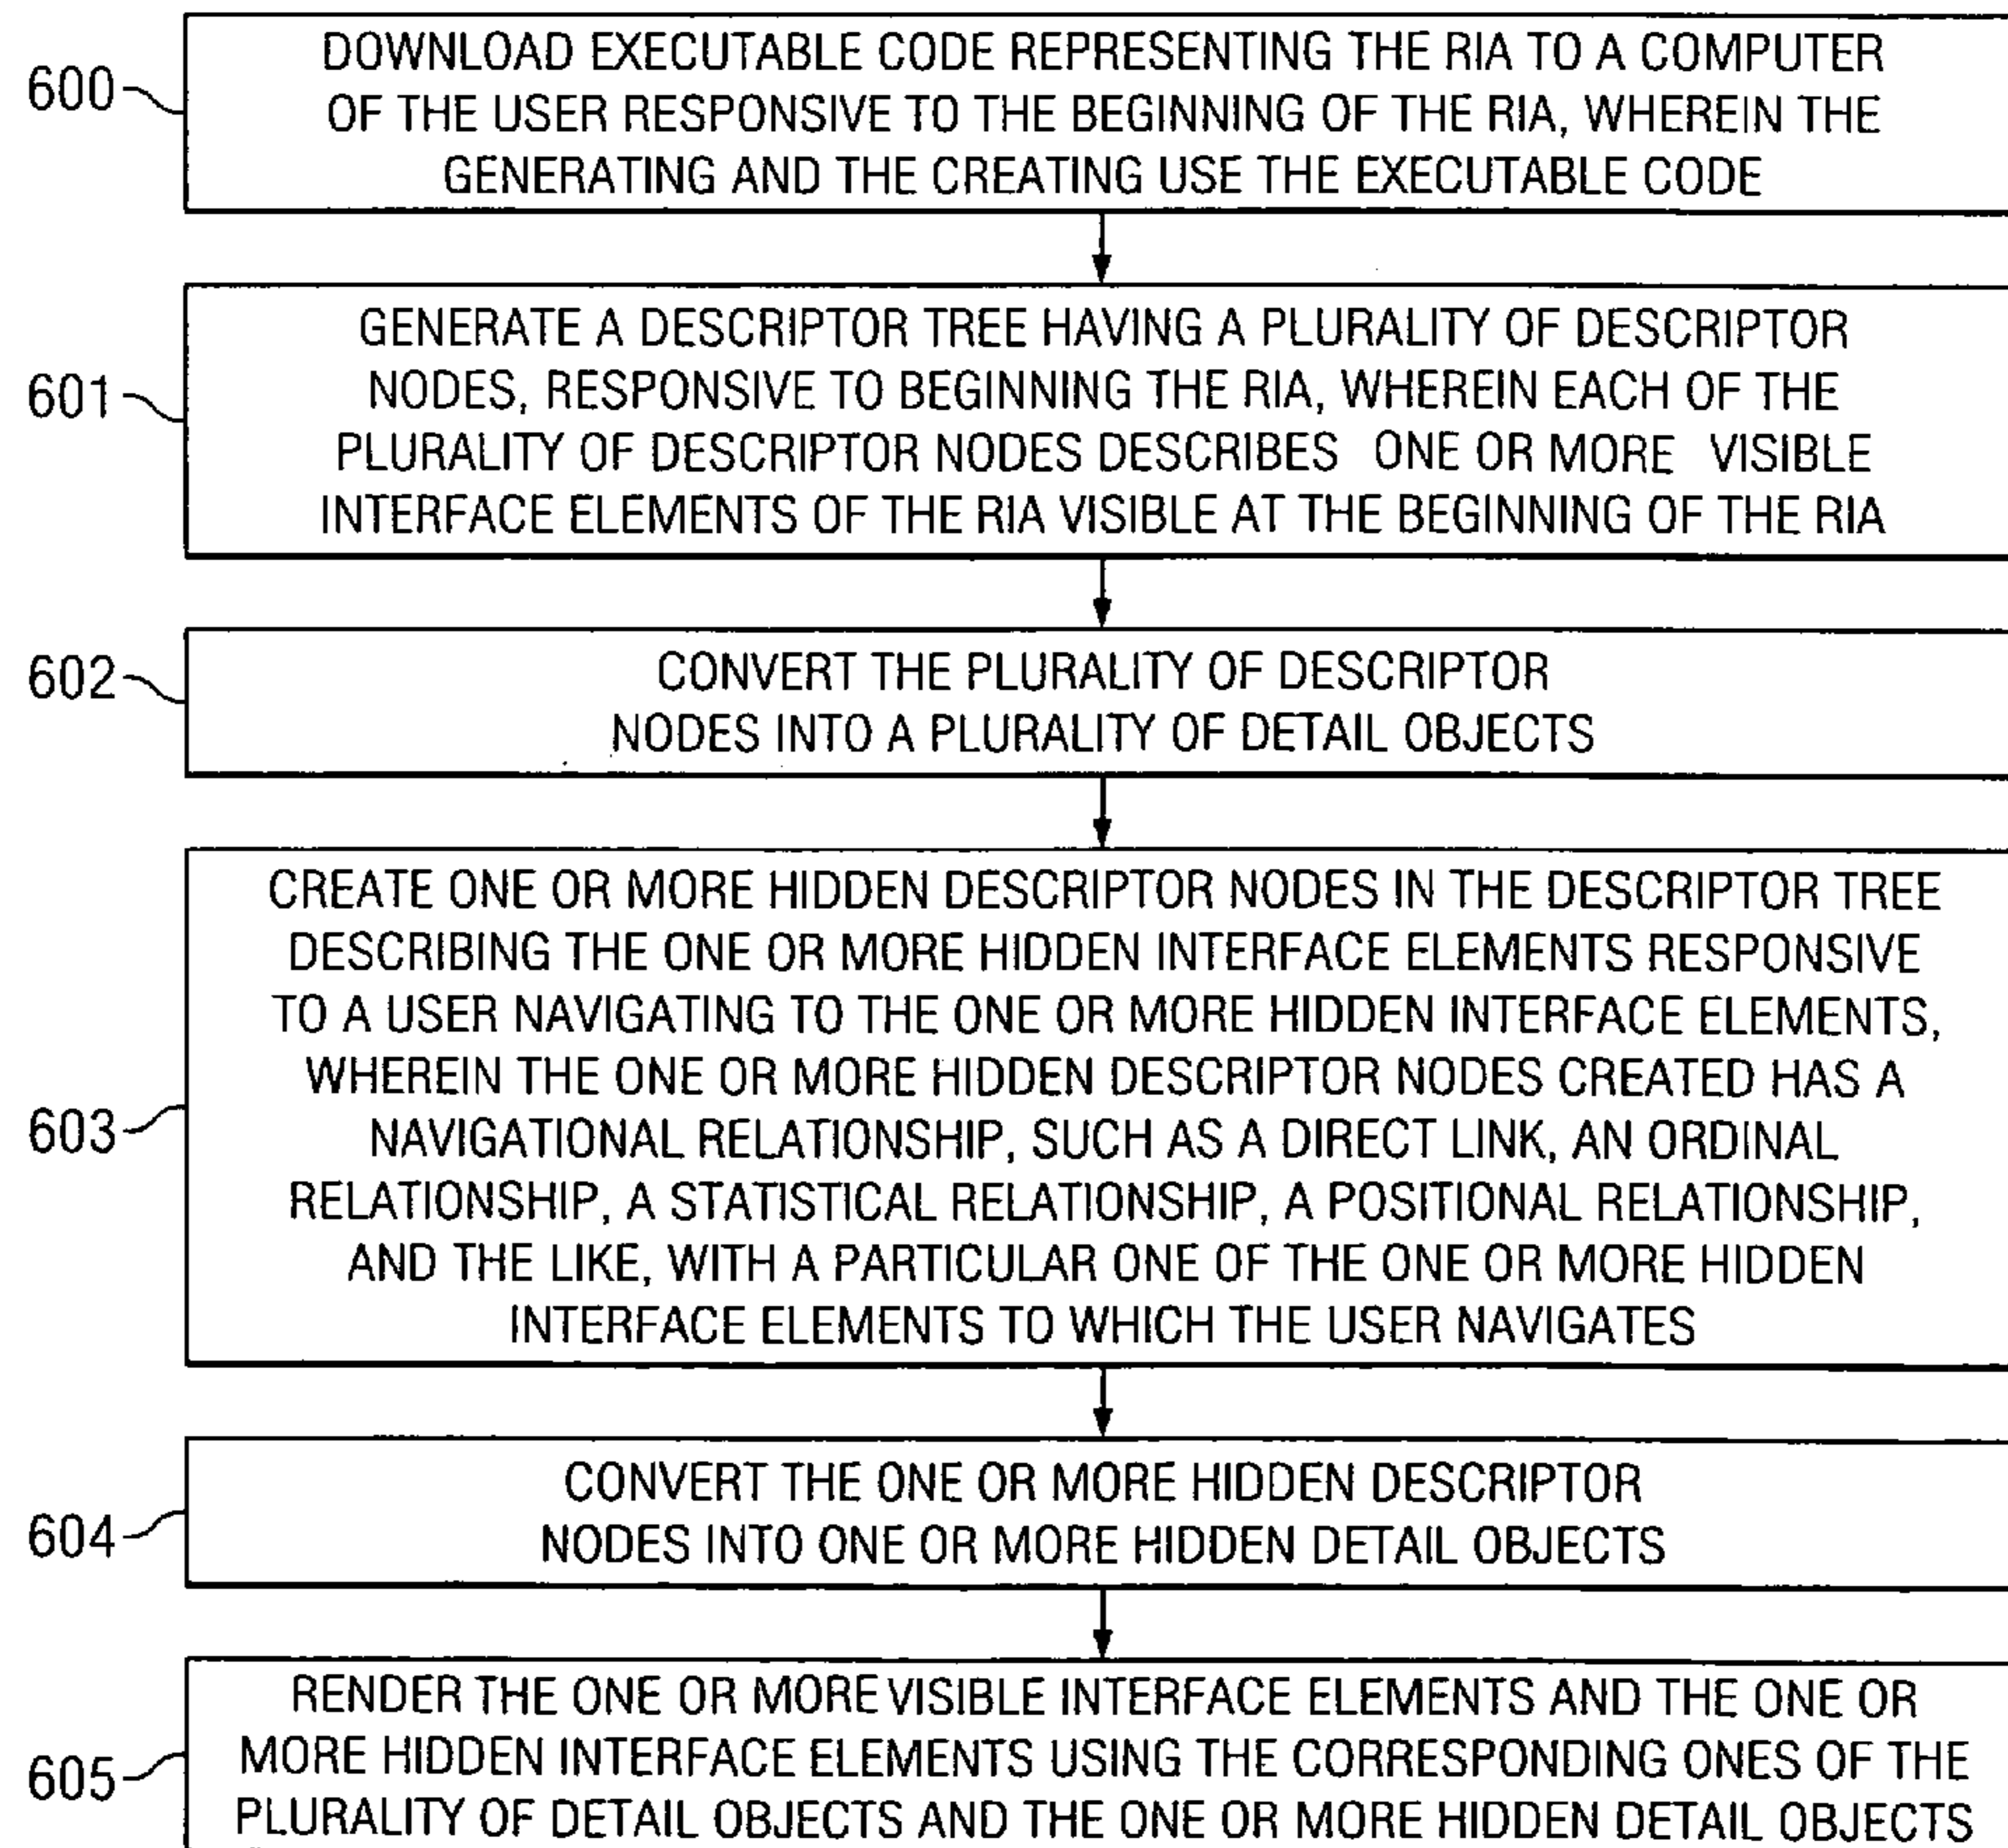 600
DOWNLOAD EXECUTABLE CODE REPRESENTING THE RIA TO A COMPUTER
OF THE USER RESPONSIVE TO THE BEGINNING OF THE RIA, WHEREIN THE
GENERATING AND THE CREATING USE THE EXECUTABLE CODE
601
GENERATE A DESCRIPTOR TREE HAVING A PLURALITY OF DESCRIPTOR
NODES, RESPONSIVE TO BEGINNING THE RIA, WHEREIN EACH OF THE
PLURALITY OF DESCRIPTOR NODES DESCRIBES ONE OR MORE VISIBLE
INTERFACE ELEMENTS OF THE RIA VISIBLE AT THE BEGINNING OF THE RIA
602
CONVERT THE PLURALITY OF DESCRIPTOR
NODES INTO A PLURALITY OF DETAIL OBJECTS
603
CREATE ONE OR MORE HIDDEN DESCRIPTOR NODES IN THE DESCRIPTOR TREE
DESCRIBING THE ONE OR MORE HIDDEN INTERFACE ELEMENTS RESPONSIVE
TO A USER NAVIGATING TO THE ONE OR MORE HIDDEN INTERFACE ELEMENTS,
WHEREIN THE ONE OR MORE HIDDEN DESCRIPTOR NODES CREATED HAS A
NAVIGATIONAL RELATIONSHIP, SUCH AS A DIRECT LINK, AN ORDINAL
RELATIONSHIP, A STATISTICAL RELATIONSHIP, A POSITIONAL RELATIONSHIP,
AND THE LIKE, WITH A PARTICULAR ONE OF THE ONE OR MORE HIDDEN
INTERFACE ELEMENTS TO WHICH THE USER NAVIGATES
604
CONVERT THE ONE OR MORE HIDDEN DESCRIPTOR
NODES INTO ONE OR MORE HIDDEN DETAIL OBJECTS
605
RENDER THE ONE OR MORE VISIBLE INTERFACE ELEMENTS AND THE ONE OR
MORE HIDDEN INTERFACE ELEMENTS USING THE CORRESPONDING ONES OF THE
PLURALITY OF DETAIL OBJECTS AND THE ONE OR MORE HIDDEN DETAIL OBJECTS